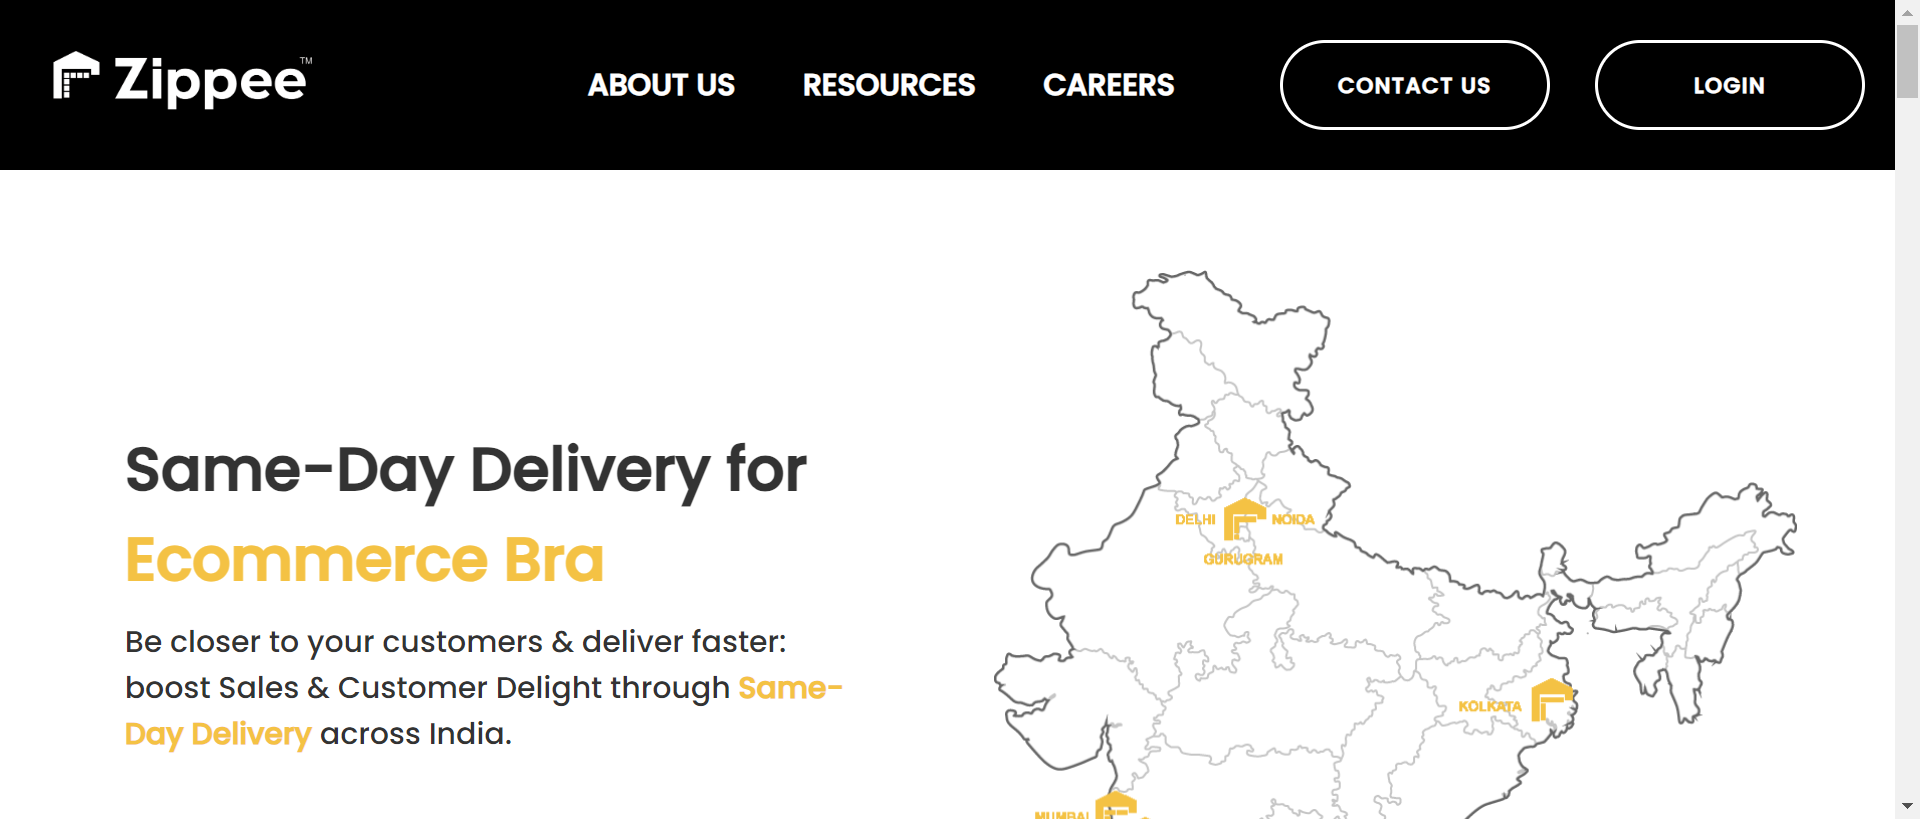 Zippee™
ABOUT US
RESOURCES
CAREERS
CONTACT US
LOGIN
Same-Day Delivery for
Ecommerce Bra
Be closer to your customers & deliver faster:
boost Sales & Customer Delight through Same-
Day Delivery across India.
DELHI
NOIDA
GURUGRAM
KOLKATA
MUMBAI